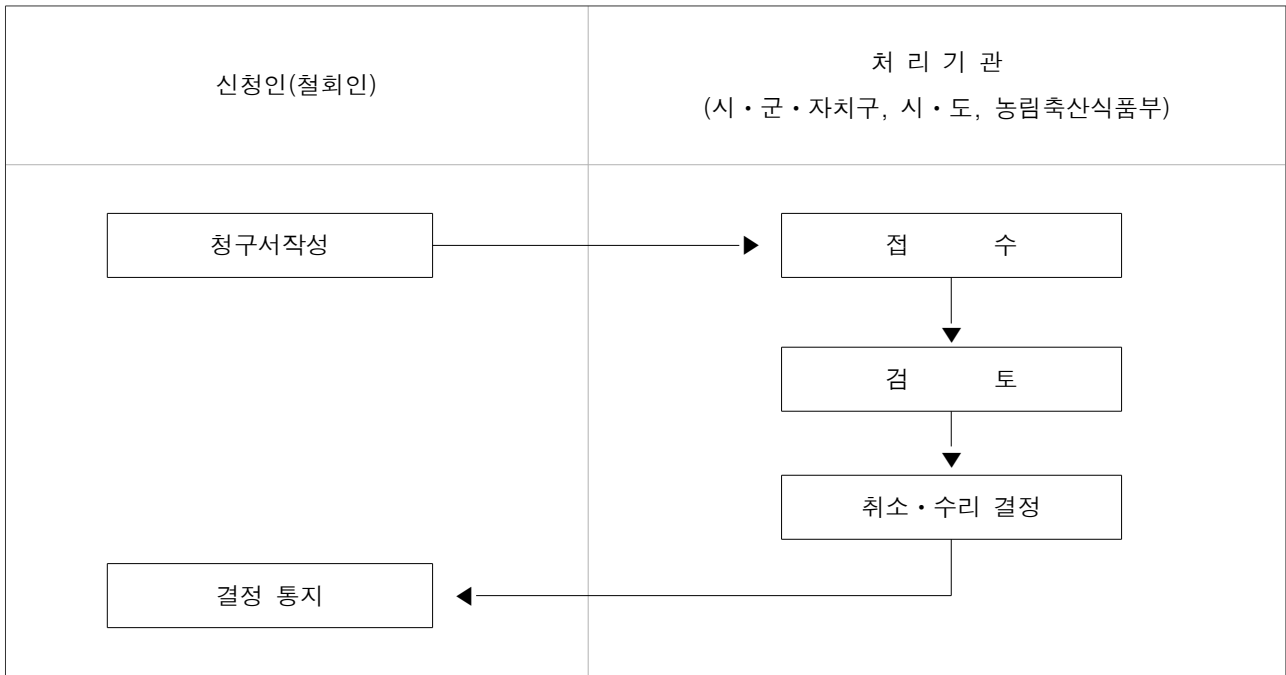 신청인(철회인)
처 리 기 관
(시·군·자치구, 시·도, 농림축산식품부)
청구서작성
접 수
검 토
취소·수리 결정
결정 통지